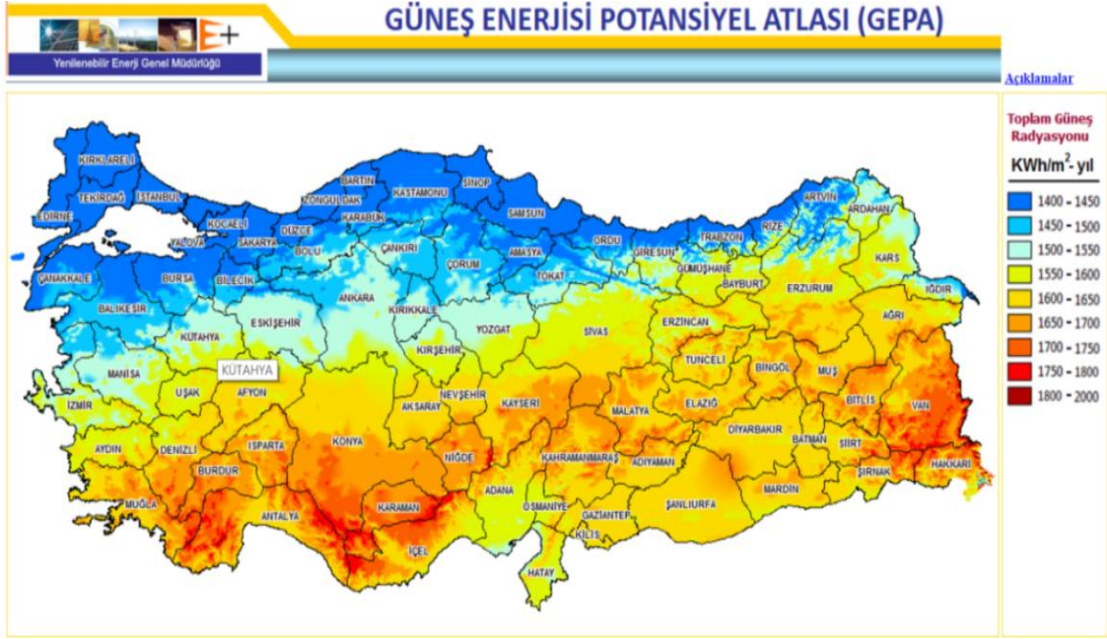 GÜNEŞ ENERJİSİ POTANSİYEL ATLASI (GEPA)
E+
Yenilenebilir Enerji Genel Müdürlüğü
Açıklamalar
Toplam Güneş
Radyasyonu
KWh/m²- yıl
1400 - 1450
1450 - 1500
1500 - 1550
1550 - 1600
1600 - 1650
1650 - 1700
1700 - 1750
1750 - 1800
1800 - 2000
KIRKLARELİ
TEKİRDAĞ
İSTANBUL
EDİRNE
KOCAELİ
YALOVA
SAKARYA
DÜZCE
ZONGULDAK
BARTIN
KARABÜK
KASTAMONU
SİNOP
SAMSUN
BOLU
ÇANKIRI
ÇORUM
AMASYA
TOKAT
ORDU
GİRESUN
TRABZON
RİZE
ARTVİN
ARDAHAN
KARS
IĞDIR
GÜMÜŞHANE
BAYBURT
ERZURUM
AĞRI
ÇANAKKALE
BURSA
BİLECİK
BALIKESİR
KÜTAHYA
ESKİŞEHİR
ANKARA
KIRIKKALE
YOZGAT
SİVAS
ERZİNCAN
KIRŞEHİR
TUNCELİ
BİNGÖL
MUŞ
MANİSA
KÜTAHYA
UŞAK
AFYON
İZMİR
AKSARAY
NEVŞEHİR
KAYSERİ
MALATYA
ELAZIĞ
BİTLİS
VAN
AYDIN
DENİZLİ
ISPARTA
KONYA
NİĞDE
KAHRAMANMARAŞ
ADIYAMAN
DİYARBAKIR
BATMAN
SİİRT
ŞIRNAK
HAKKARİ
BURDUR
MUĞLA
ANTALYA
KARAMAN
İÇEL
ADANA
OSMANİYE
GAZİANTEP
KİLİS
ŞANLIURFA
MARDİN
HATAY